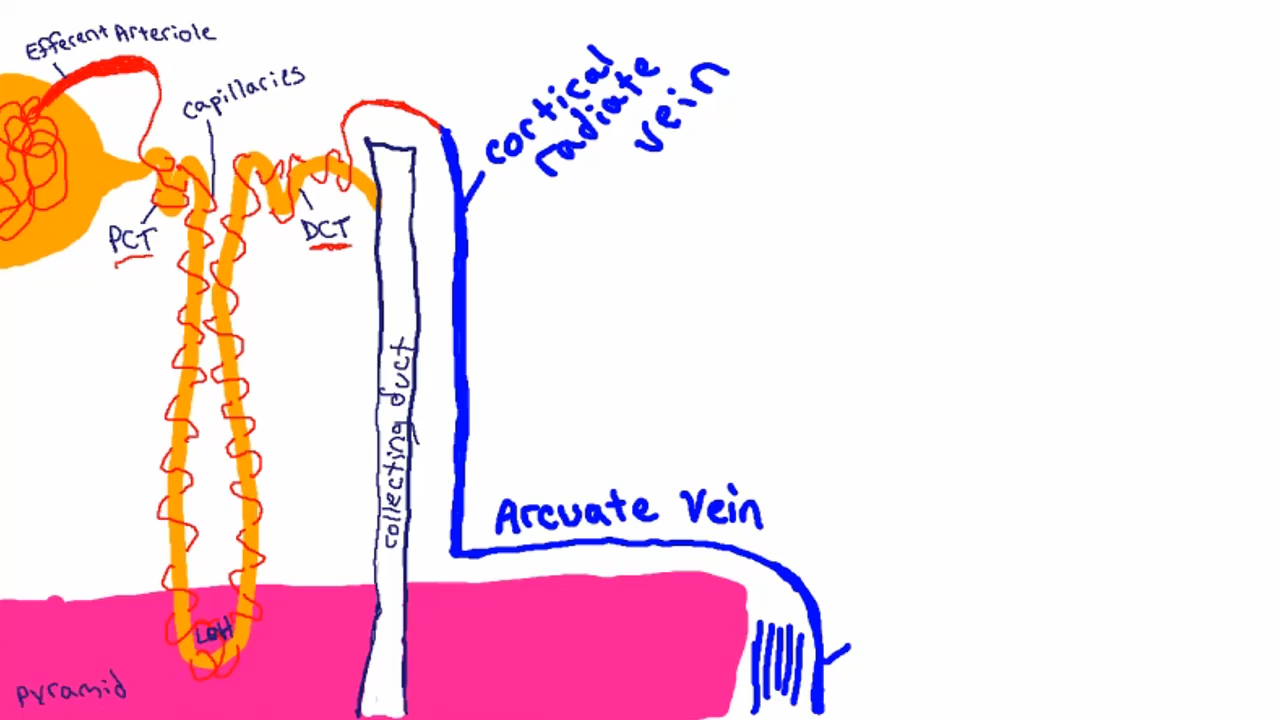 Efferent Arteriole
capillaries
cortical
radiate
vein
PCT
DCT
collecting duct
Arcuate Vein
LOH
pyramid